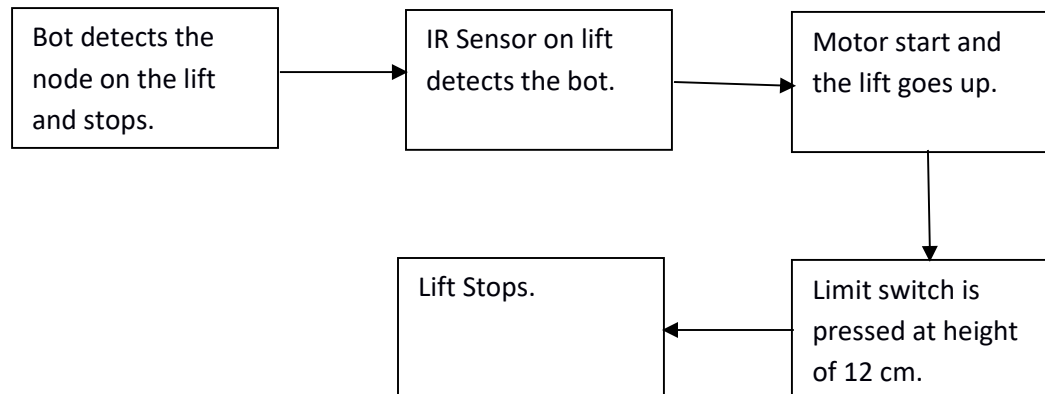 Bot detects the
node on the lift
and stops.
IR Sensor on lift
detects the bot.
Motor start and
the lift goes up.
Limit switch is
pressed at height
of 12 cm.
Lift Stops.